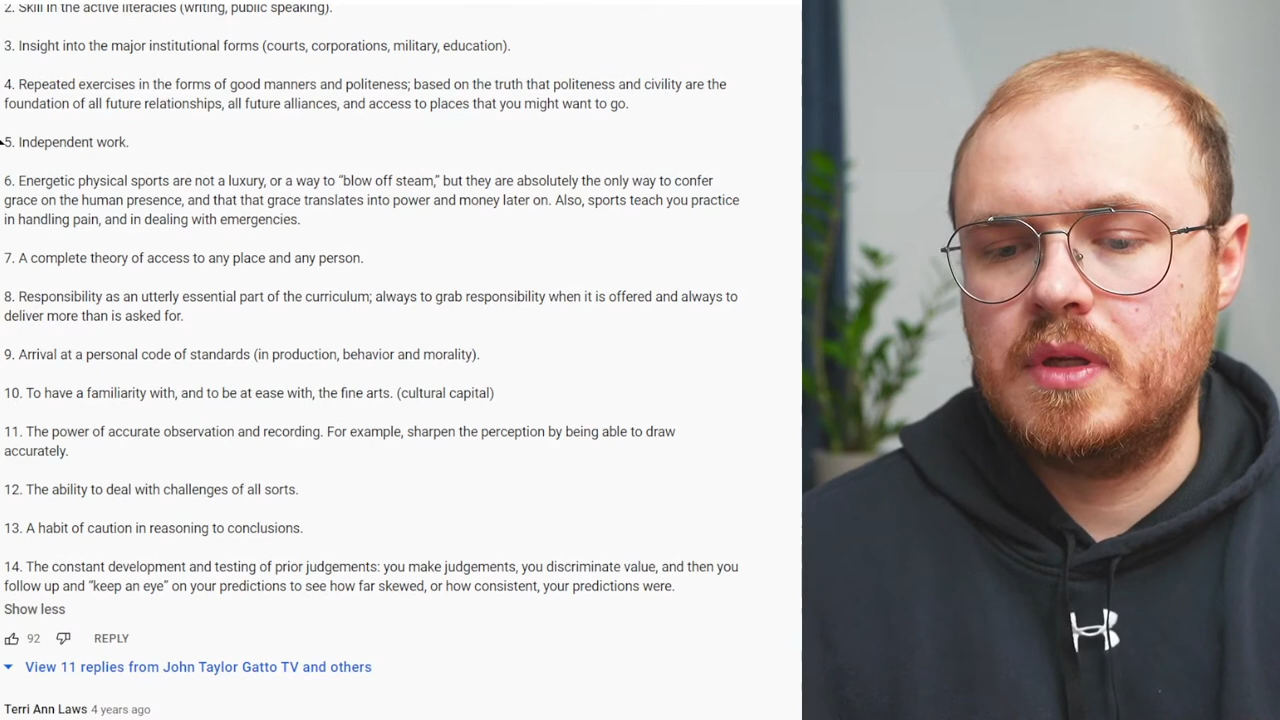 2. Skill in the active literacies (writing, public speaking).
3. Insight into the major institutional forms (courts, corporations, military, education).
4. Repeated exercises in the forms of good manners and politeness; based on the truth that politeness and civility are the
foundation of all future relationships, all future alliances, and access to places that you might want to go.
5. Independent work.
6. Energetic physical sports are not a luxury, or a way to “blow off steam,” but they are absolutely the only way to confer
grace on the human presence, and that that grace translates into power and money later on. Also, sports teach you practice
in handling pain, and in dealing with emergencies.
7. A complete theory of access to any place and any person.
8. Responsibility as an utterly essential part of the curriculum; always to grab responsibility when it is offered and always to
deliver more than is asked for.
9. Arrival at a personal code of standards (in production, behavior and morality).
10. To have a familiarity with, and to be at ease with, the fine arts. (cultural capital)
11. The power of accurate observation and recording. For example, sharpen the perception by being able to draw
accurately.
12. The ability to deal with challenges of all sorts.
13. A habit of caution in reasoning to conclusions.
14. The constant development and testing of prior judgements: you make judgements, you discriminate value, and then you
follow up and “keep an eye” on your predictions to see how far skewed, or how consistent, your predictions were.
Show less
92 REPLY
View 11 replies from John Taylor Gatto TV and others
Terri Ann Laws 4 years ago